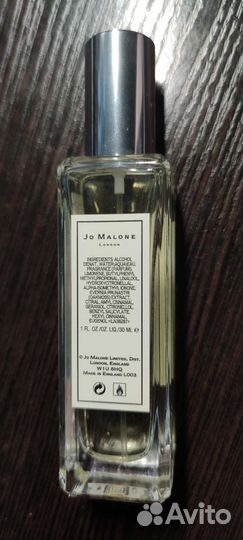 JO MALONE
LONDON
INGREDIENTS: ALCOHOL
DENAT., WATER\AQUA\EAU,
FRAGRANCE (PARFUM),
LIMONENE, BUTYLPHENYL
METHYLPROPIONAL, LINALOOL,
HYDROXYCITRONELLAL,
ALPHA-ISOMETHYL IONONE,
EVERNIA PRUNASTRI
(OAKMOSS) EXTRACT,
CITRAL, AMYL CINNAMAL,
GERANIOL, CITRONELLOL,
BENZYL SALICYLATE,
HEXYL CINNAMAL,
EUGENOL
1 FL.OZ./OZ. LIQ./30 ML ℮
© JO MALONE LIMITED, DIST.
LONDON, ENGLAND
W1U 8HQ
MADE IN ENGLAND L003
Avito